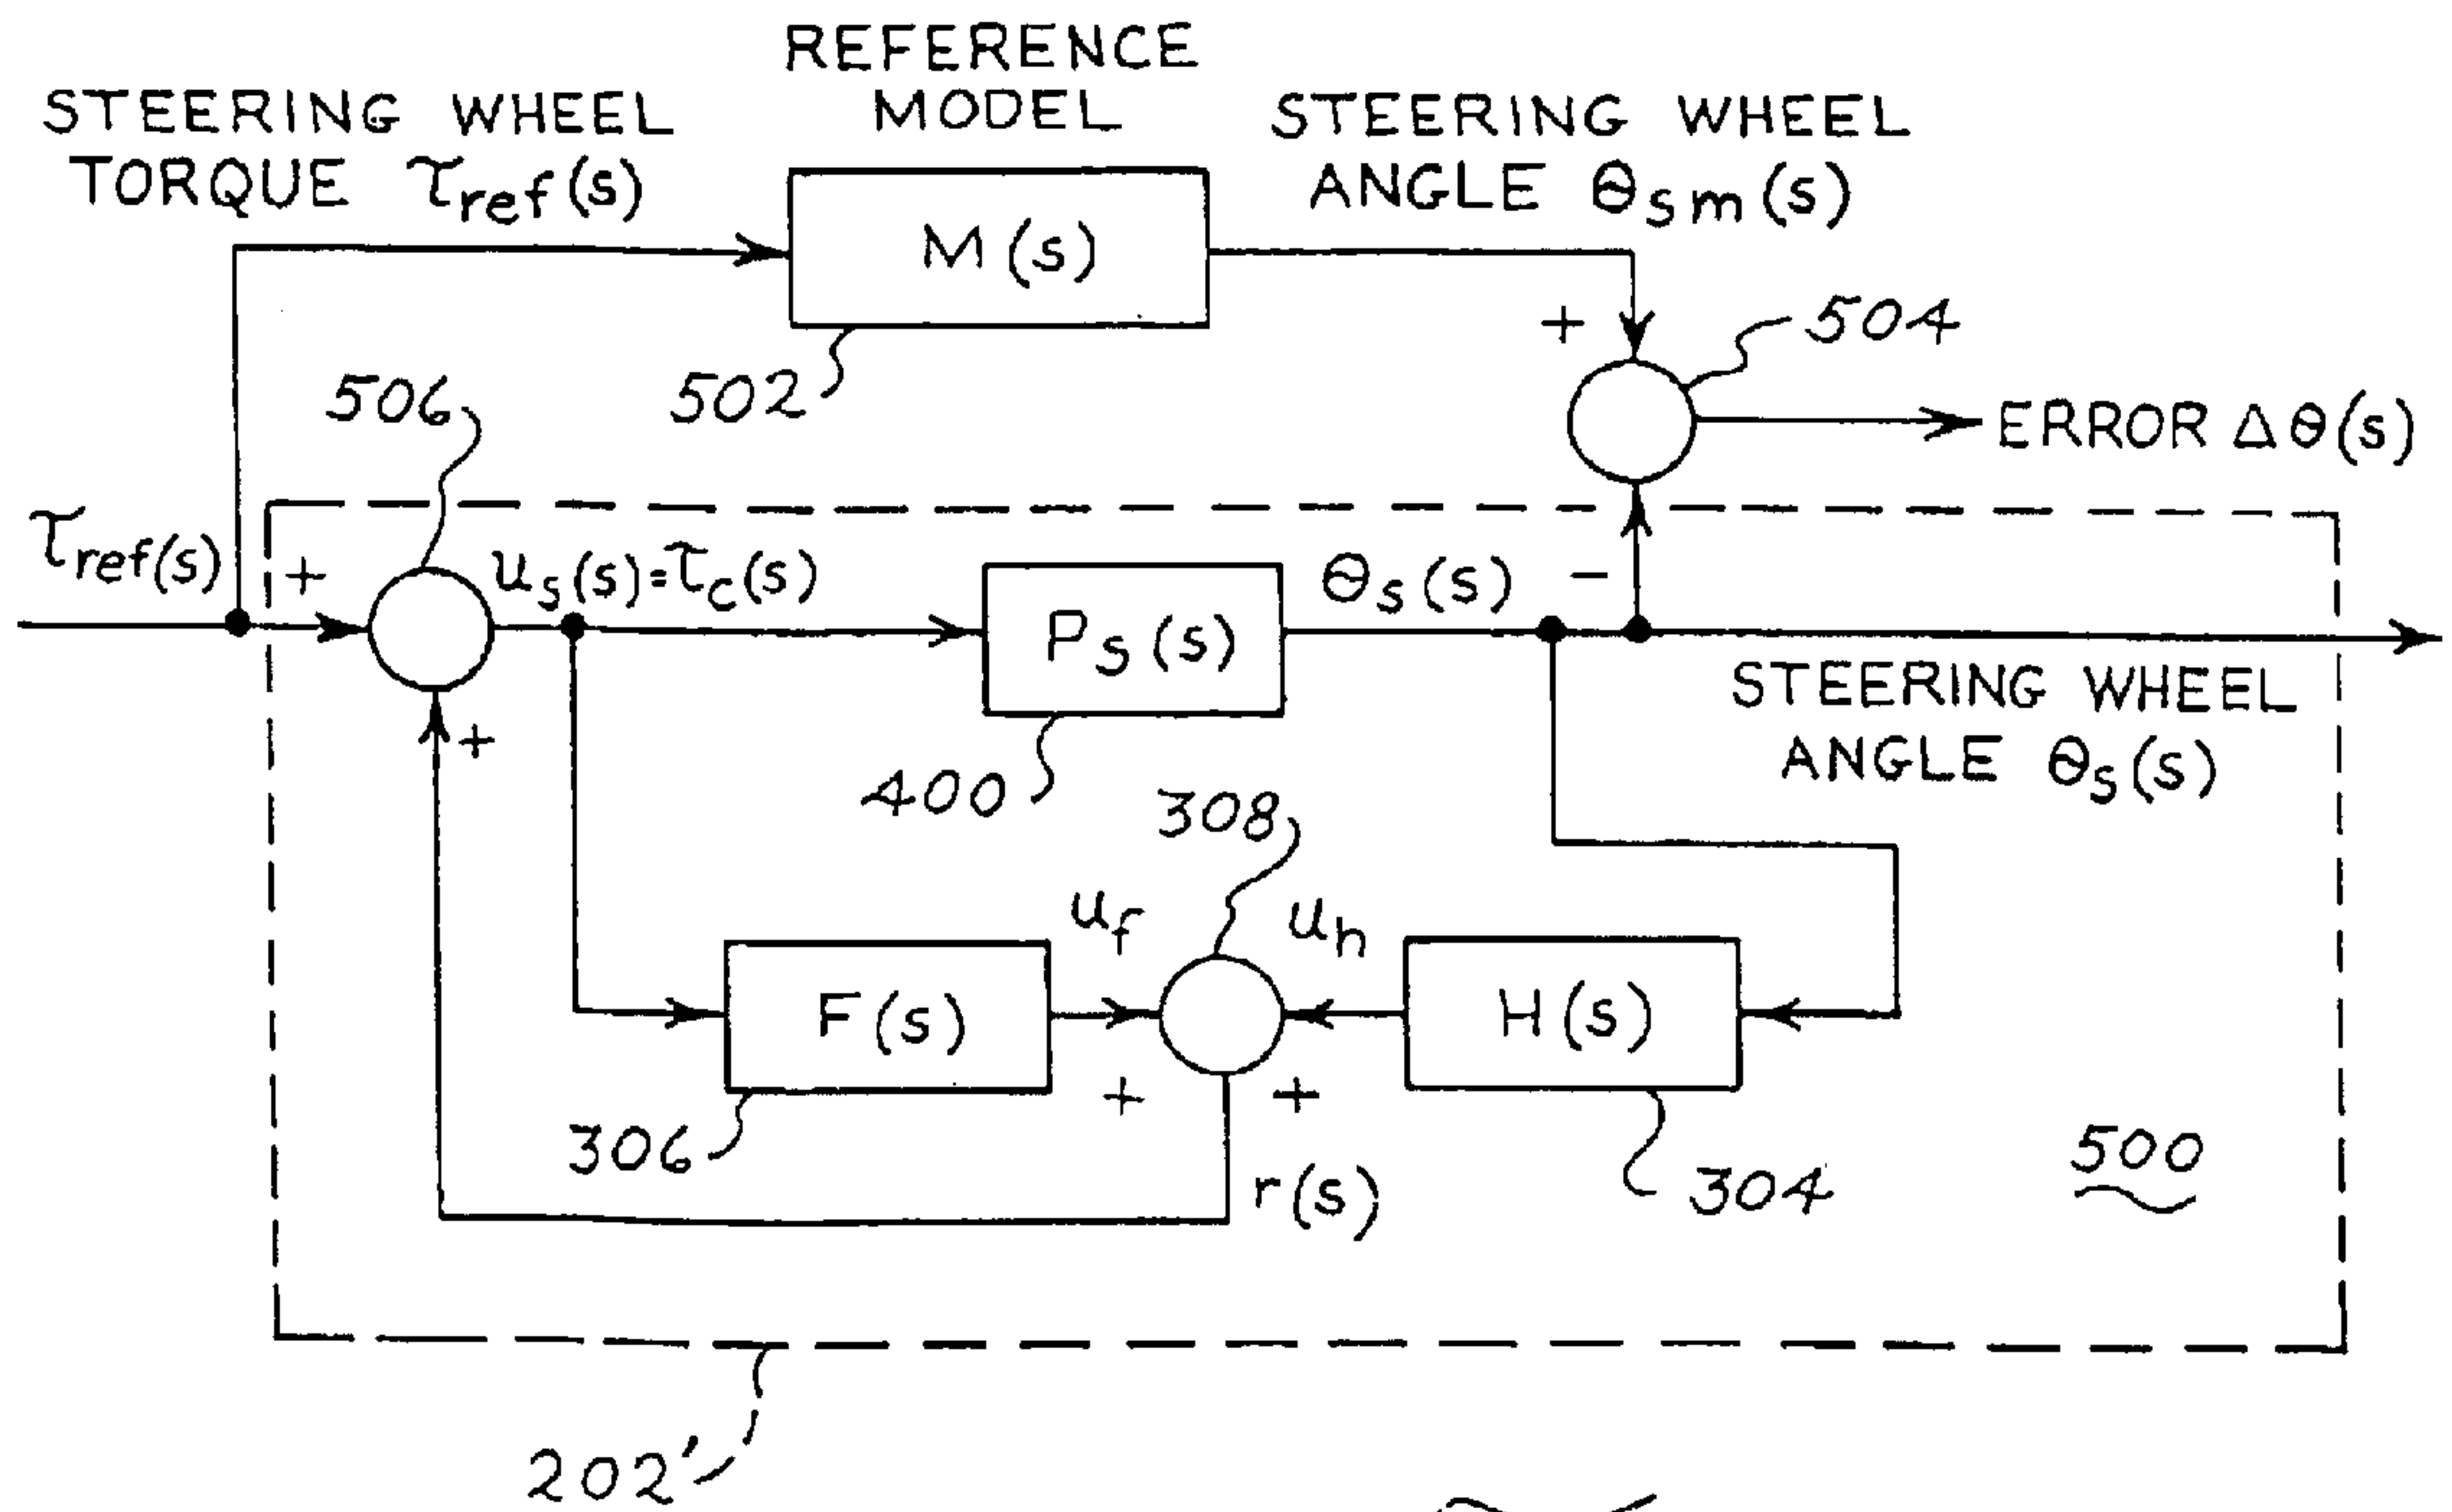 REFERENCE
MODEL
STEERING WHEEL
TORQUE τref(s)
STEERING WHEEL
ANGLE Θsm(s)
M(s)
502
504
506
+
ERROR Δθ(s)
τref(s)
+
us(s)=τc(s)
Ps(s)
Θs(s)
−
STEERING WHEEL
ANGLE Θs(s)
+
400
308
uf
uh
F(s)
H(s)
+
+
306
304
r(s)
500
202'